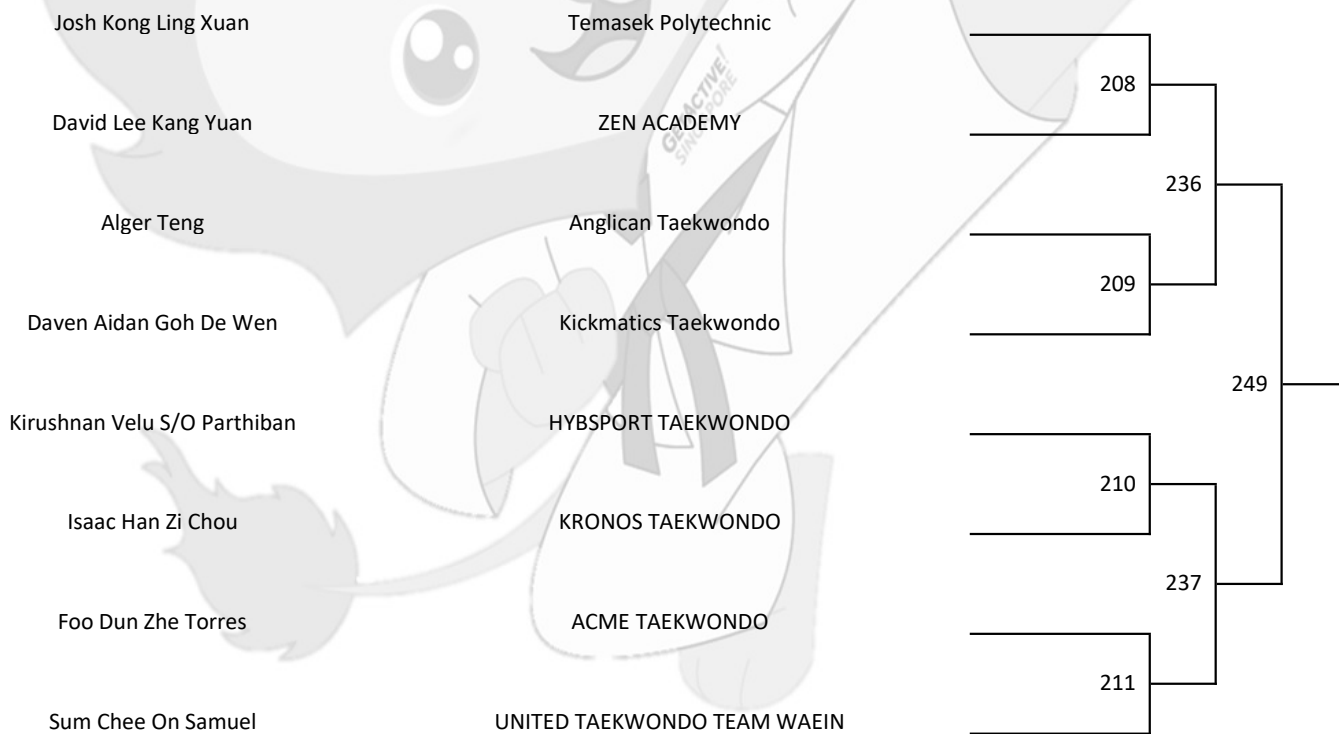 Josh Kong Ling Xuan Temasek Polytechnic
208
David Lee Kang Yuan ZEN ACADEMY
GETACTIVE!
SINGAPORE
236
Alger Teng Anglican Taekwondo
209
Daven Aidan Goh De Wen Kickmatics Taekwondo
249
Kirushnan Velu S/O Parthiban HYBSPORT TAEKWONDO
210
Isaac Han Zi Chou KRONOS TAEKWONDO
237
Foo Dun Zhe Torres ACME TAEKWONDO
211
Sum Chee On Samuel UNITED TAEKWONDO TEAM WAEIN